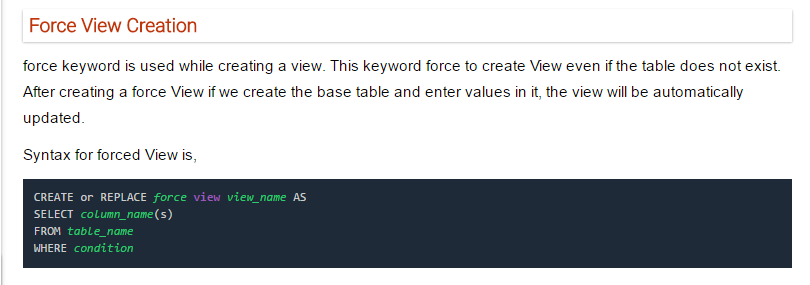 Force View Creation
force keyword is used while creating a view. This keyword force to create View even if the table does not exist.
After creating a force View if we create the base table and enter values in it, the view will be automatically
updated.
Syntax for forced View is,
CREATE or REPLACE force view view_name AS
SELECT column_name(s)
FROM table_name
WHERE condition